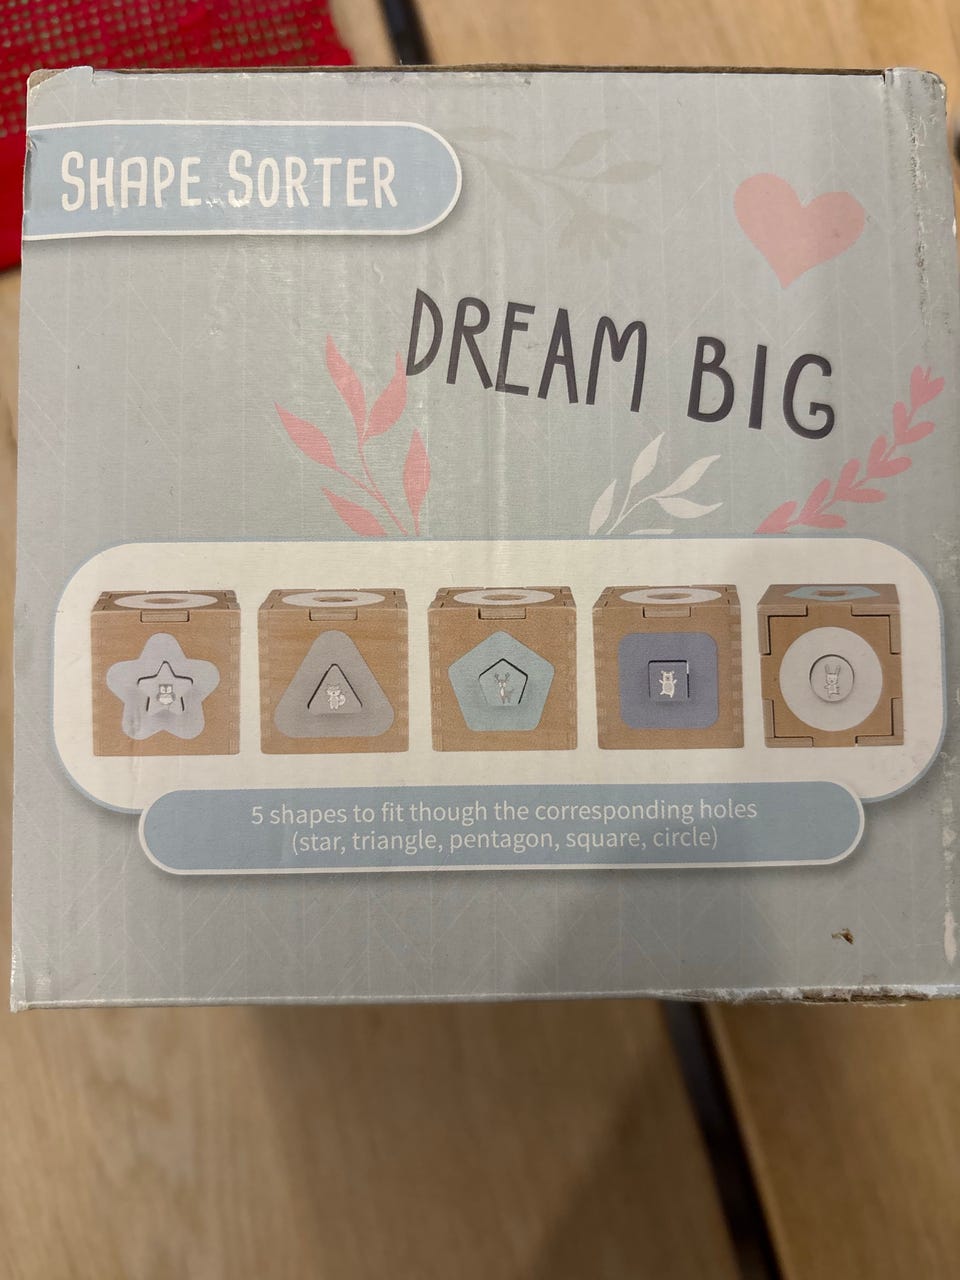 SHAPE SORTER
DREAM BIG
5 shapes to fit though the corresponding holes
(star, triangle, pentagon, square, circle)